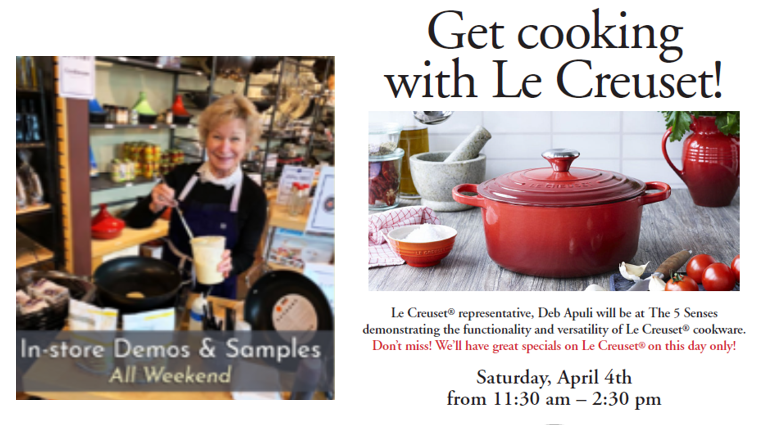 Get cooking
with Le Creuset!
In-store Demos & Samples
All Weekend
Le Creuset® representative, Deb Apuli will be at The 5 Senses
demonstrating the functionality and versatility of Le Creuset® cookware.
Don't miss! We'll have great specials on Le Creuset® on this day only!
Saturday, April 4th
from 11:30 am – 2:30 pm